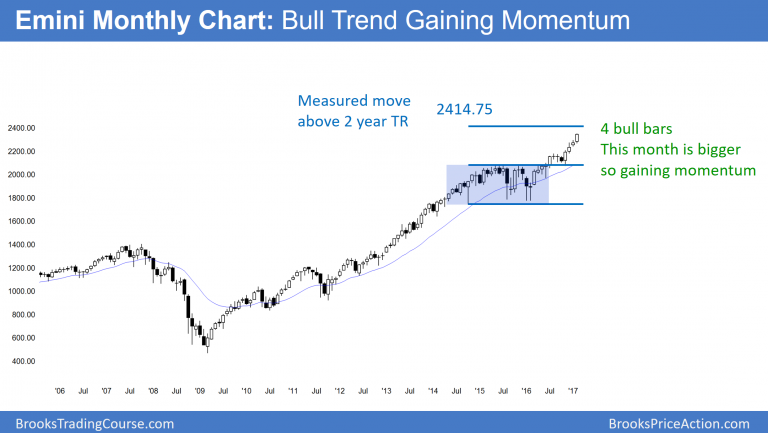 Emini Monthly Chart: Bull Trend Gaining Momentum
Measured move
above 2 year TR
2414.75
4 bull bars
This month is bigger
so gaining momentum
2400.00
2200.00
2000.00
1800.00
1600.00
1400.00
1200.00
1000.00
800.00
600.00
400.00
'06 Jul '07 Jul '08 Jul '09 Jul '10 Jul '11 Jul '12 Jul '13 Jul '14 Jul '15 Jul '16 Jul '17
BrooksTradingCourse.com BrooksPriceAction.com